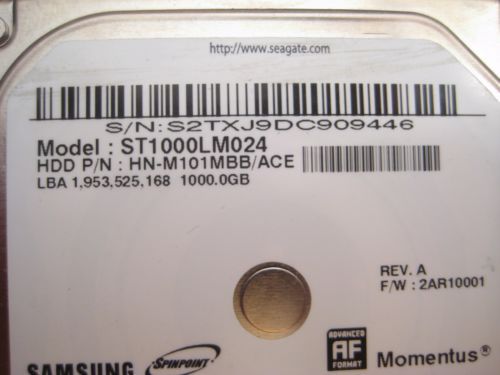 http://www.seagate.com
S/N:S2TXJ9DC909446
Model : ST1000LM024
HDD P/N : HN-M101MBB/ACE
LBA 1,953,525,168 1000.0GB
REV. A
F/W : 2AR10001
SAMSUNG SPINPOINT ADVANCED AF FORMAT Momentus®